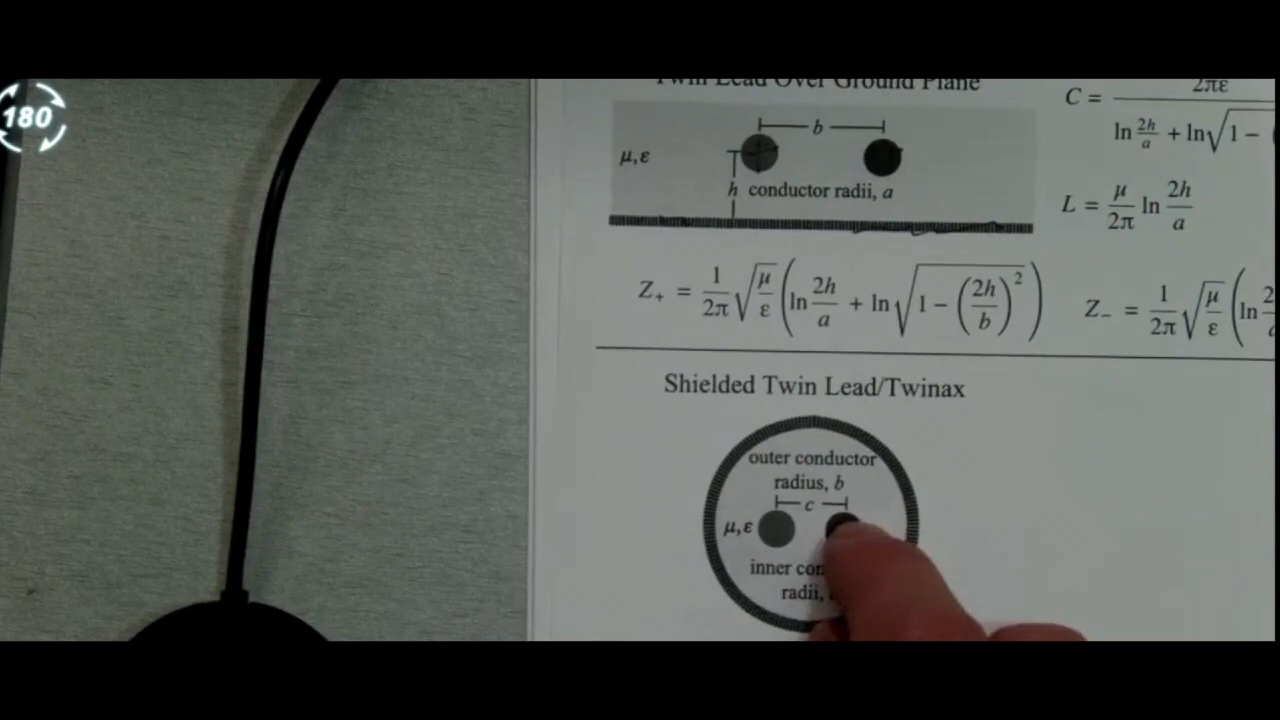 180
Twin Lead Over Ground Plane
b
μ,ε
h conductor radii, a
C = 2πε / ln 2h/a + ln√1 −
L = μ/2π ln 2h/a
Z₊ = 1/2π √μ/ε (ln 2h/a + ln√1 − (2h/b)²)
Z₋ = 1/2π √μ/ε (ln
Shielded Twin Lead/Twinax
outer conductor
radius, b
c
μ,ε
inner
radii,